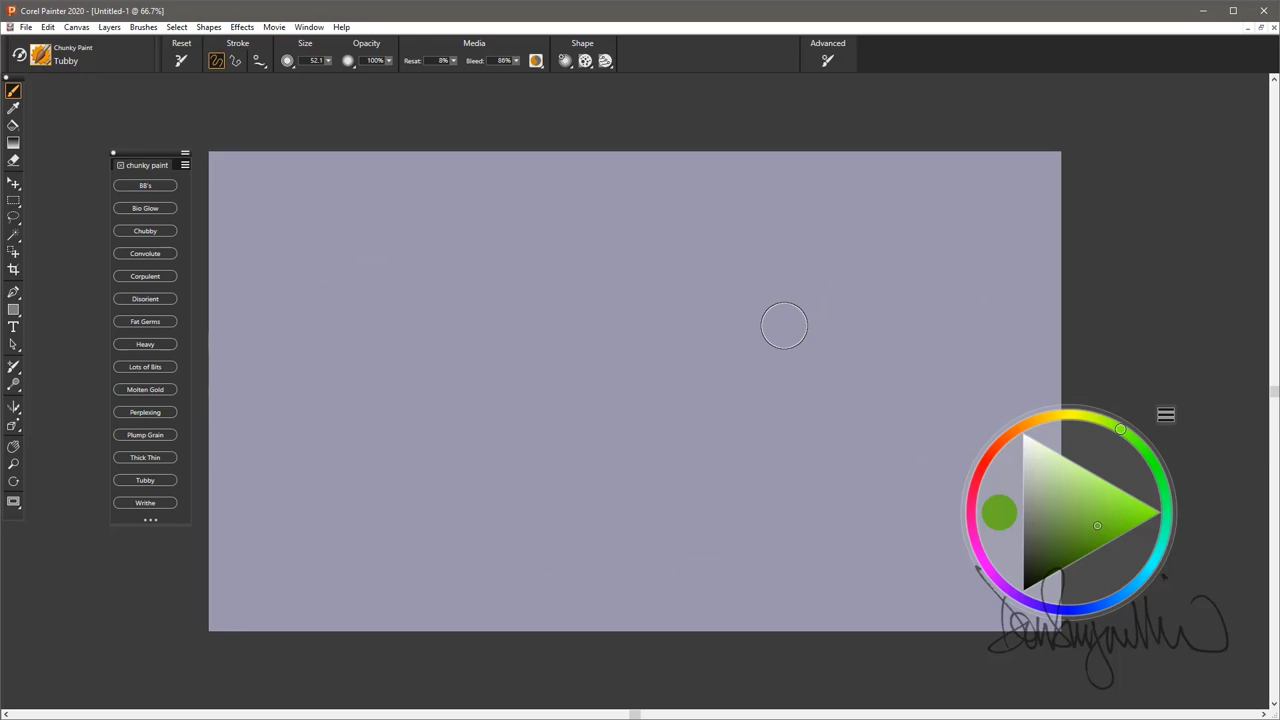 Corel Painter 2020 - [Untitled-1 @ 66.7%]
File Edit Canvas Layers Brushes Select Shapes Effects Movie Window Help
Chunky Paint
Tubby
Reset Stroke Size Opacity Media Shape Advanced
52.1 100% Resat: 8% Bleed: 86%
chunky paint
BB's
Bio Glow
Chubby
Convolute
Corpulent
Disorient
Fat Germs
Heavy
Lots of Bits
Molten Gold
Perplexing
Plump Grain
Thick Thin
Tubby
Writhe